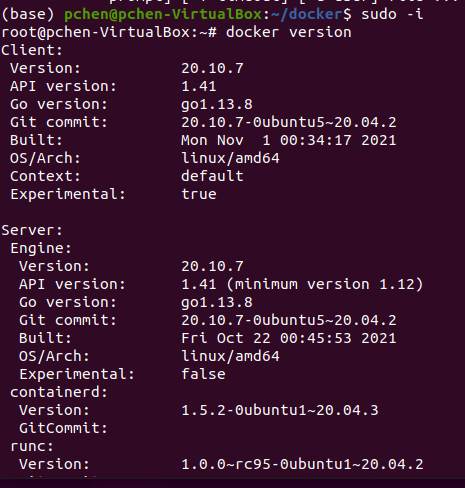 (base) pchen@pchen-VirtualBox:~/docker$ sudo -i
root@pchen-VirtualBox:~# docker version
Client:
 Version:           20.10.7
 API version:       1.41
 Go version:        go1.13.8
 Git commit:        20.10.7-0ubuntu5~20.04.2
 Built:             Mon Nov  1 00:34:17 2021
 OS/Arch:           linux/amd64
 Context:           default
 Experimental:      true

Server:
 Engine:
  Version:          20.10.7
  API version:      1.41 (minimum version 1.12)
  Go version:       go1.13.8
  Git commit:       20.10.7-0ubuntu5~20.04.2
  Built:            Fri Oct 22 00:45:53 2021
  OS/Arch:          linux/amd64
  Experimental:     false
 containerd:
  Version:          1.5.2-0ubuntu1~20.04.3
  GitCommit:
 runc:
  Version:          1.0.0~rc95-0ubuntu1~20.04.2